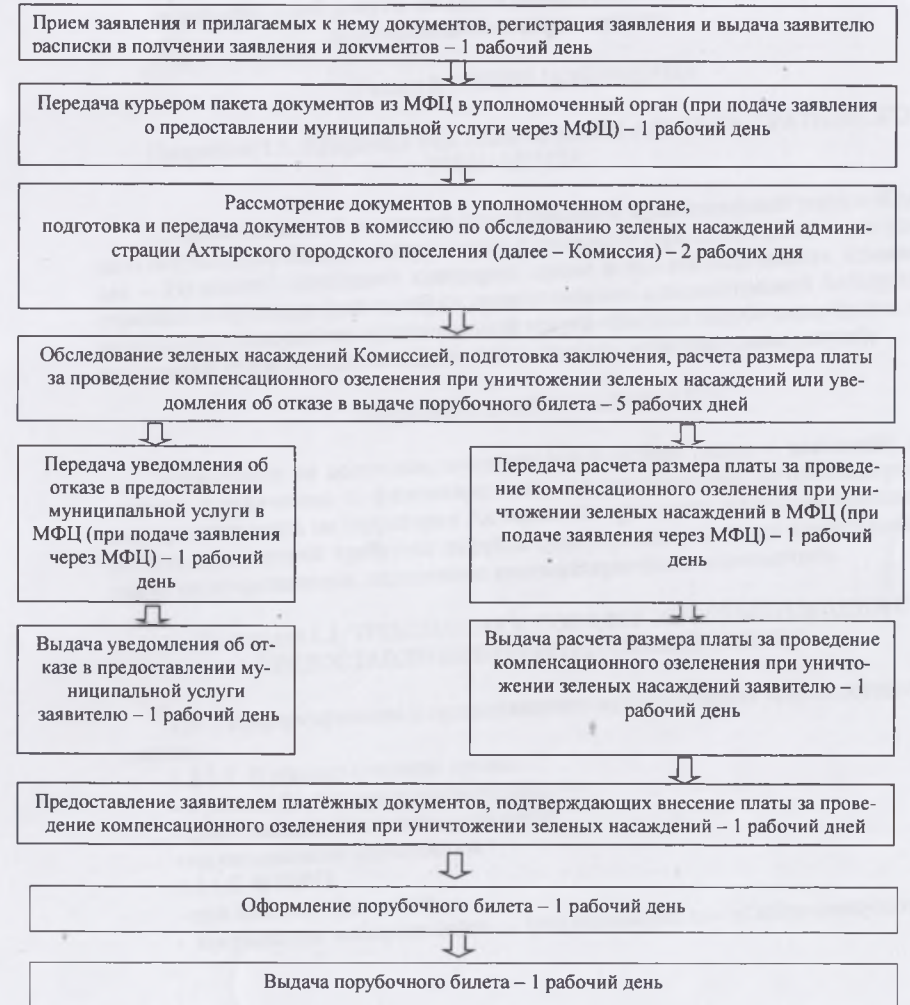 Прием заявления и прилагаемых к нему документов, регистрация заявления и выдача заявителю
расписки в получении заявления и документов – 1 рабочий день
Передача курьером пакета документов из МФЦ в уполномоченный орган (при подаче заявления
о предоставлении муниципальной услуги через МФЦ) – 1 рабочий день
Рассмотрение документов в уполномоченном органе,
подготовка и передача документов в комиссию по обследованию зеленых насаждений админи-
страции Ахтырского городского поселения (далее – Комиссия) – 2 рабочих дня
Обследование зеленых насаждений Комиссией, подготовка заключения, расчета размера платы
за проведение компенсационного озеленения при уничтожении зеленых насаждений или уве-
домления об отказе в выдаче порубочного билета – 5 рабочих дней
Передача уведомления об
отказе в предоставлении
муниципальной услуги в
МФЦ (при подаче заявления
через МФЦ) – 1 рабочий
день
Передача расчета размера платы за проведе-
ние компенсационного озеленения при уни-
чтожении зеленых насаждений в МФЦ (при
подаче заявления через МФЦ) – 1 рабочий
день
Выдача уведомления об от-
казе в предоставлении му-
ниципальной услуги
заявителю – 1 рабочий день
Выдача расчета размера платы за проведение
компенсационного озеленения при уничто-
жении зеленых насаждений заявителю – 1
рабочий день
Предоставление заявителем платёжных документов, подтверждающих внесение платы за прове-
дение компенсационного озеленения при уничтожении зеленых насаждений – 1 рабочий дней
Оформление порубочного билета – 1 рабочий день
Выдача порубочного билета – 1 рабочий день